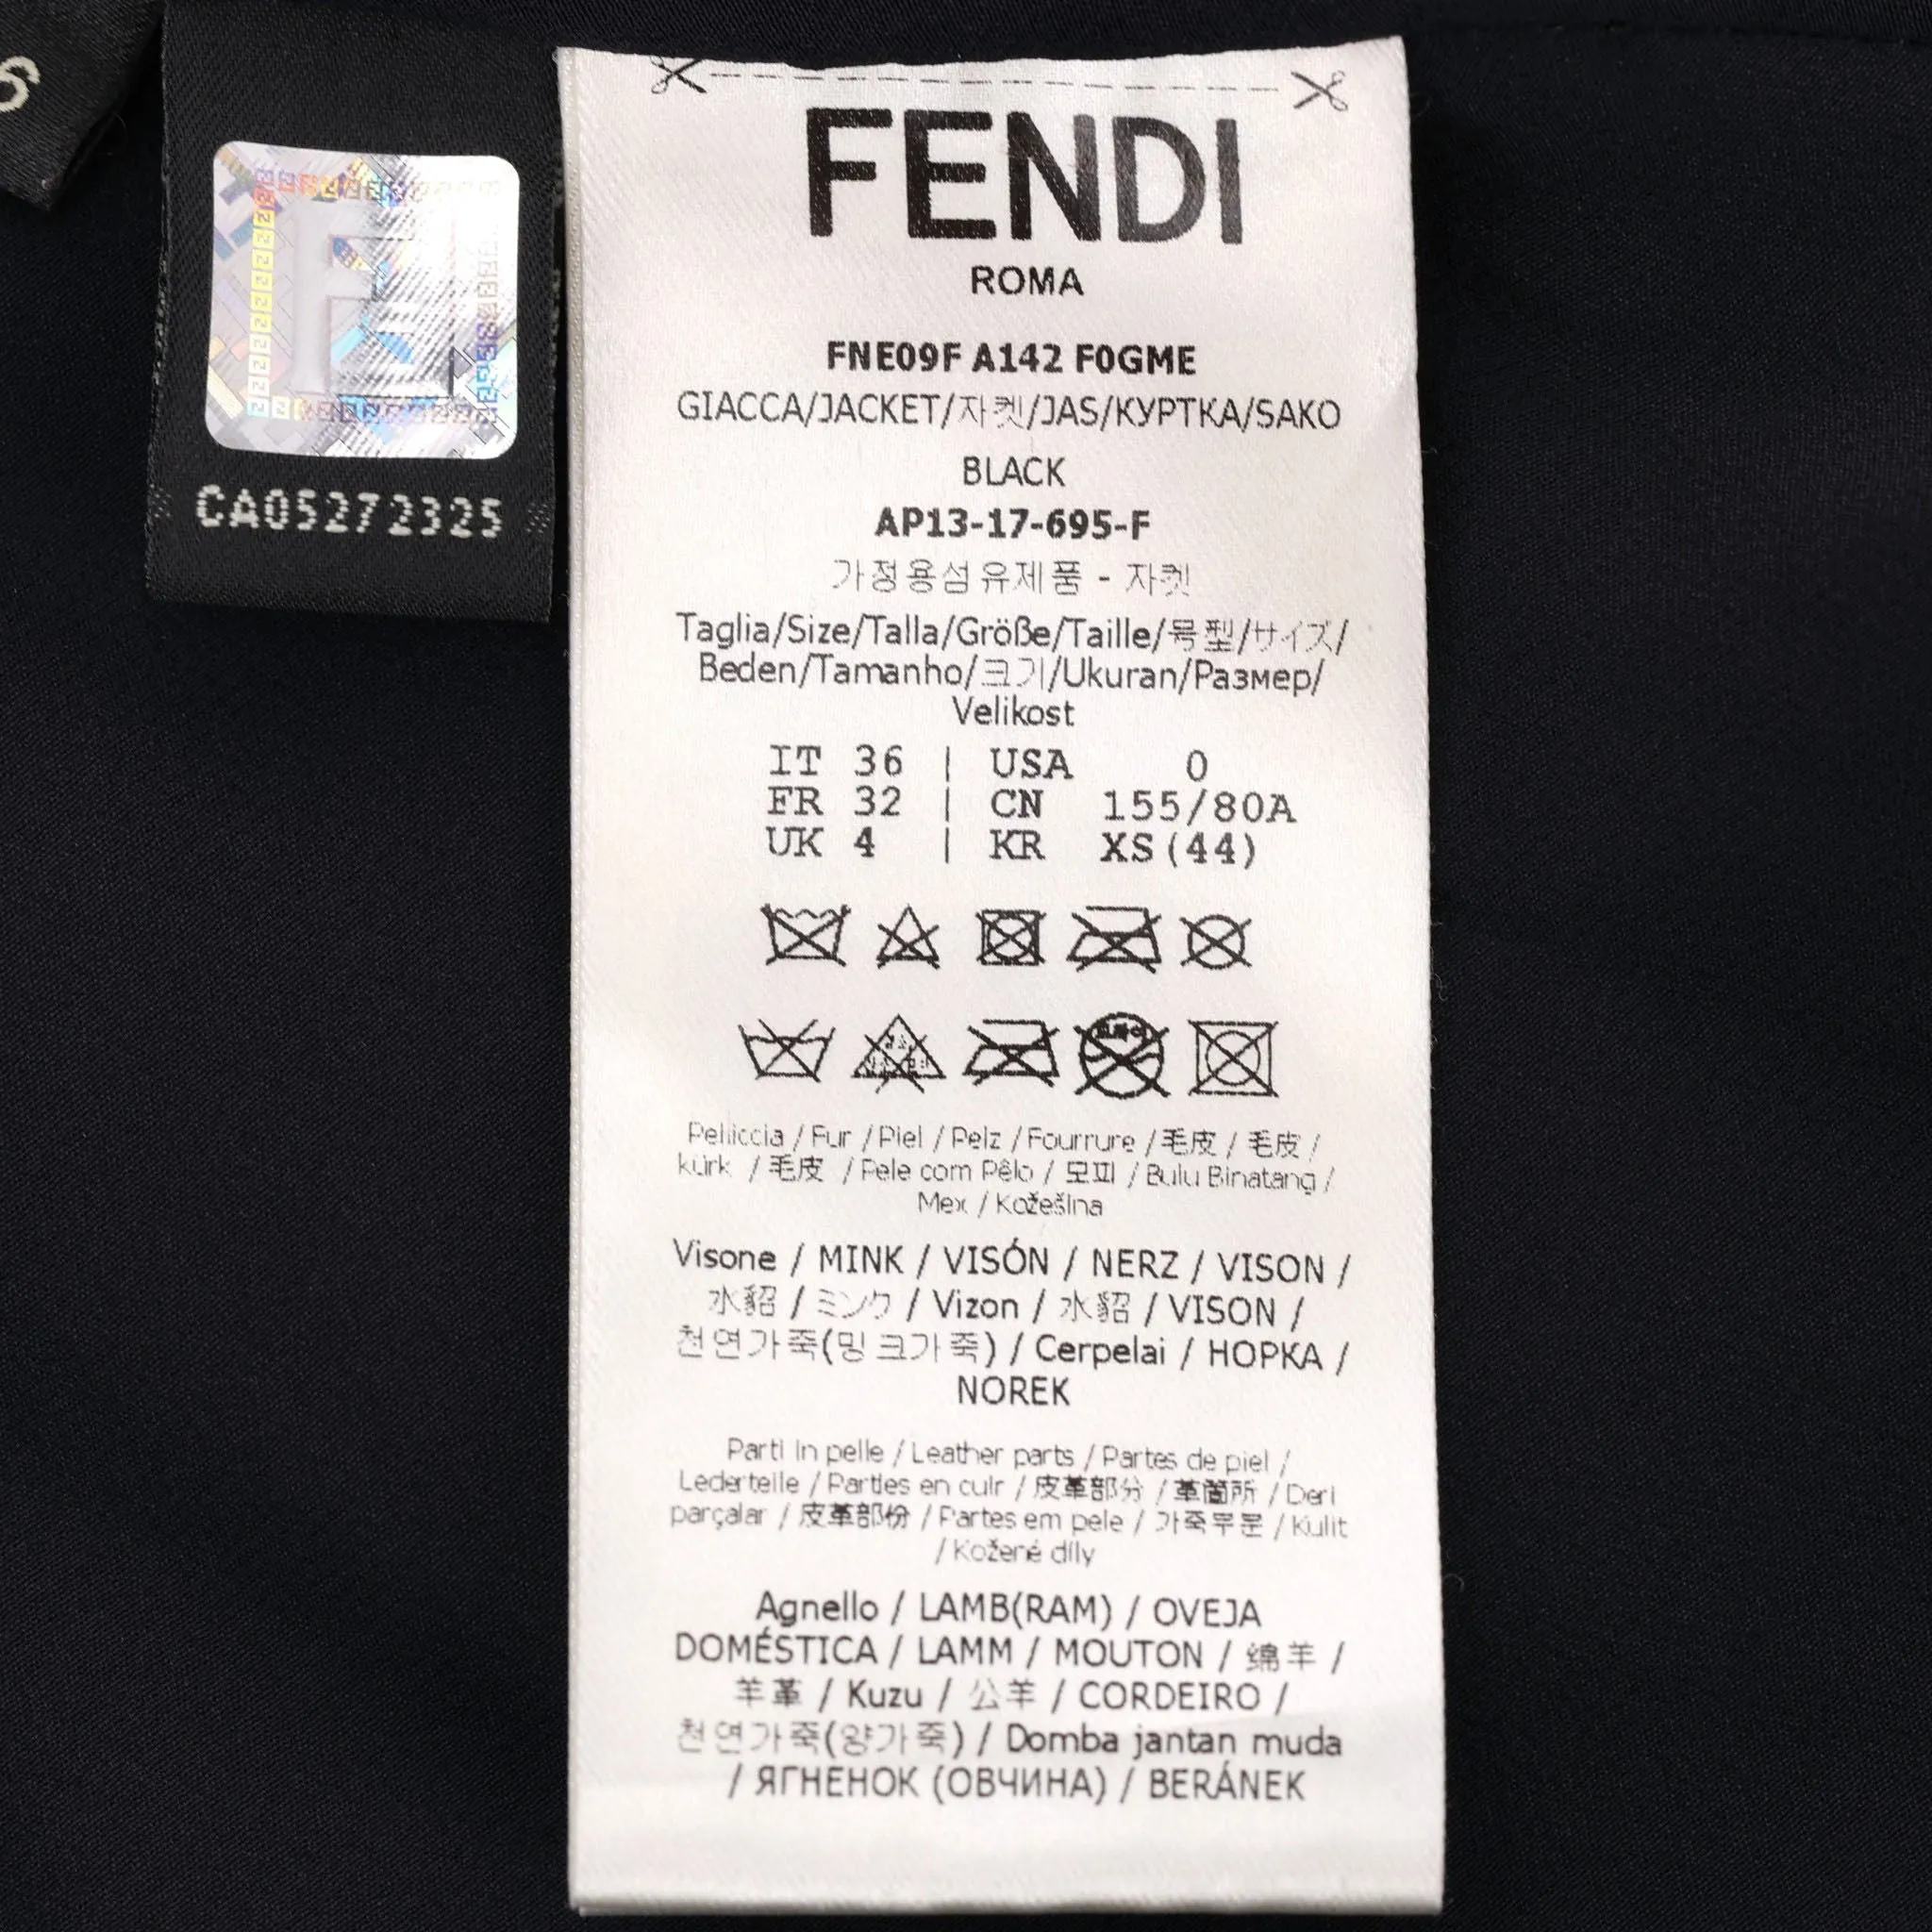 6
CA05272325
FENDI
ROMA
FNE09F A142 F0GME
GIACCA/JACKET/자켓/JAS/КУРТКА/SAKO
BLACK
AP13-17-695-F
가정용섬유제품 - 자켓
Taglia/Size/Talla/Größe/Taille/号型/サイズ/
Beden/Tamanho/크기/Ukuran/Размер/
Velikost
IT 36 | USA 0
FR 32 | CN 155/80A
UK 4 | KR XS(44)
Pelliccia / Fur / Piel / Pelz / Fourrure / 毛皮 / 毛皮 /
kürk / 毛皮 / Pele com Pêlo / 모피 / Bulu Binatang /
Мех / Kožešina
Visone / MINK / VISÓN / NERZ / VISON /
水貂 / ミンク / Vizon / 水貂 / VISON /
천연가죽(밍크가죽) / Cerpelai / НОРКА /
NOREK
Parti in pelle / Leather parts / Partes de piel /
Lederteile / Parties en cuir / 皮革部分 / 革箇所 / Deri
parçalar / 皮革部份 / Partes em pele / 가죽부분 / Kulit
/ Kožené díly
Agnello / LAMB(RAM) / OVEJA
DOMÉSTICA / LAMM / MOUTON / 绵羊 /
羊革 / Kuzu / 公羊 / CORDEIRO /
천연가죽(양가죽) / Domba jantan muda
/ ЯГНЕНОК (ОВЧИНА) / BERÁNEK